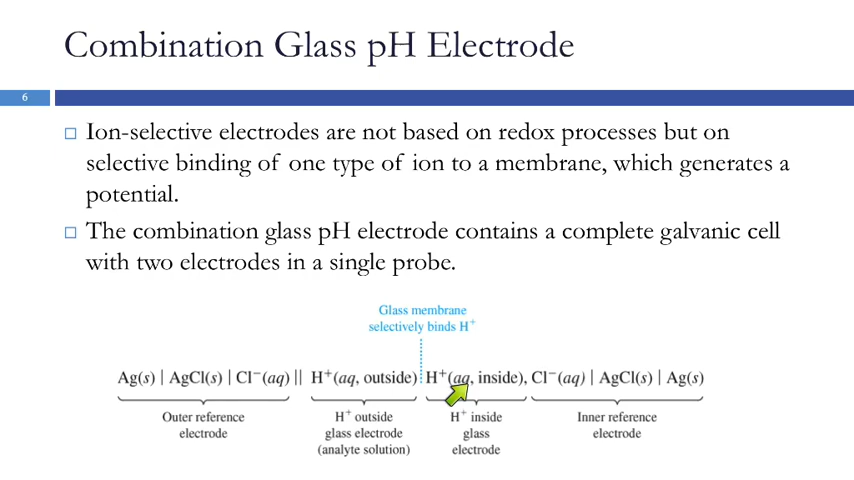 Combination Glass pH Electrode
6
Ion-selective electrodes are not based on redox processes but on
selective binding of one type of ion to a membrane, which generates a
potential.
The combination glass pH electrode contains a complete galvanic cell
with two electrodes in a single probe.
Glass membrane
selectively binds H⁺
Ag(s) | AgCl(s) | Cl⁻(aq) || H⁺(aq, outside) ⋮ H⁺(aq, inside), Cl⁻(aq) | AgCl(s) | Ag(s)
Outer reference
electrode
H⁺ outside
glass electrode
(analyte solution)
H⁺ inside
glass
electrode
Inner reference
electrode